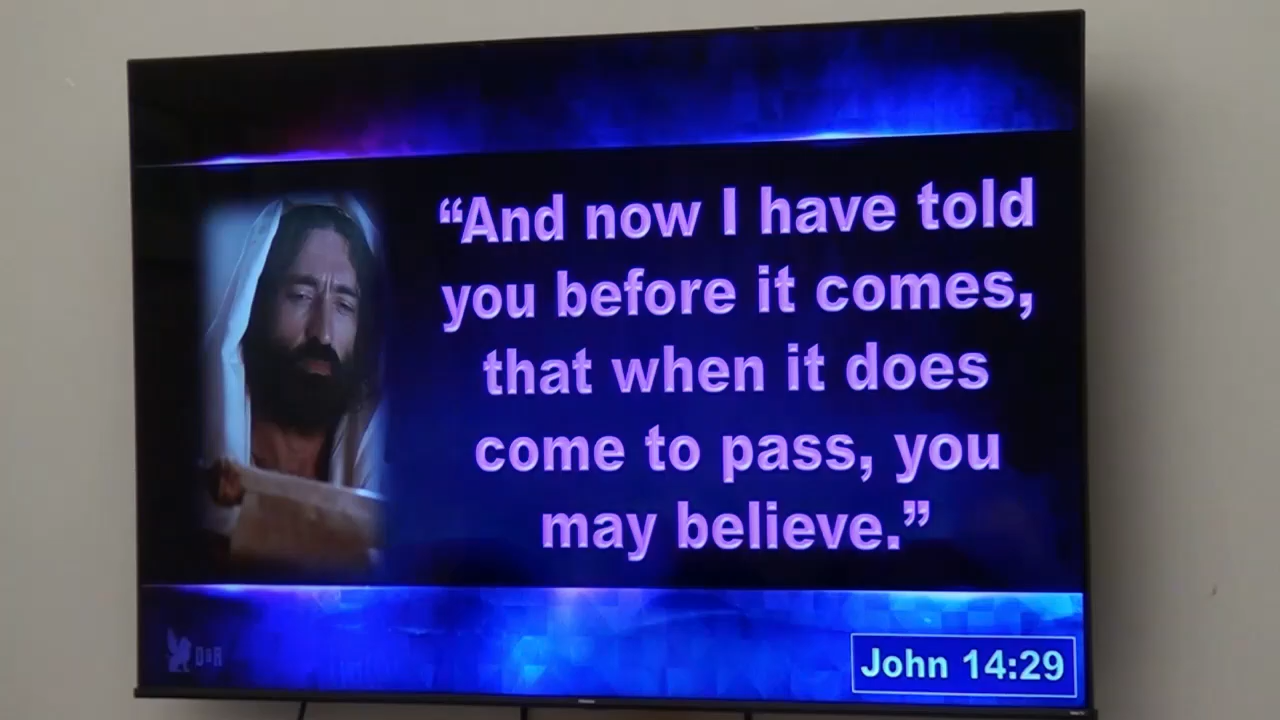 “And now I have told
you before it comes,
that when it does
come to pass, you
may believe.”
John 14:29